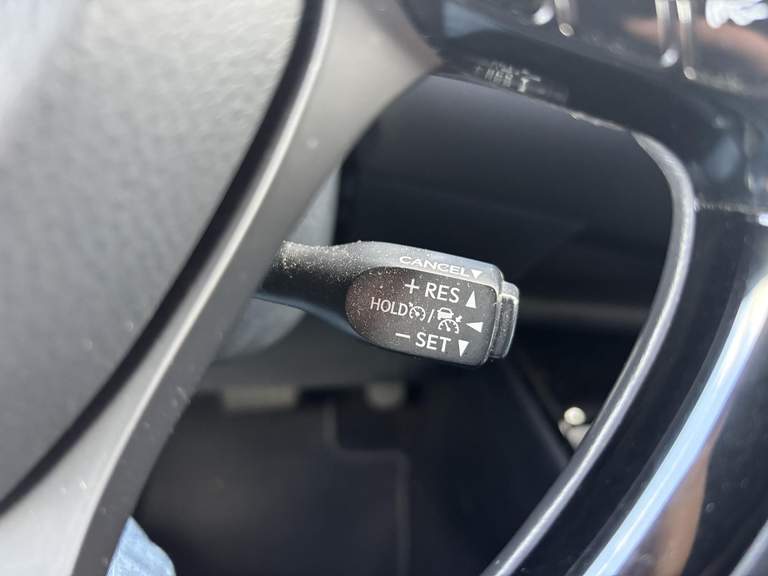 CANCEL▼
+ RES ▲
HOLD / ◀
− SET ▼